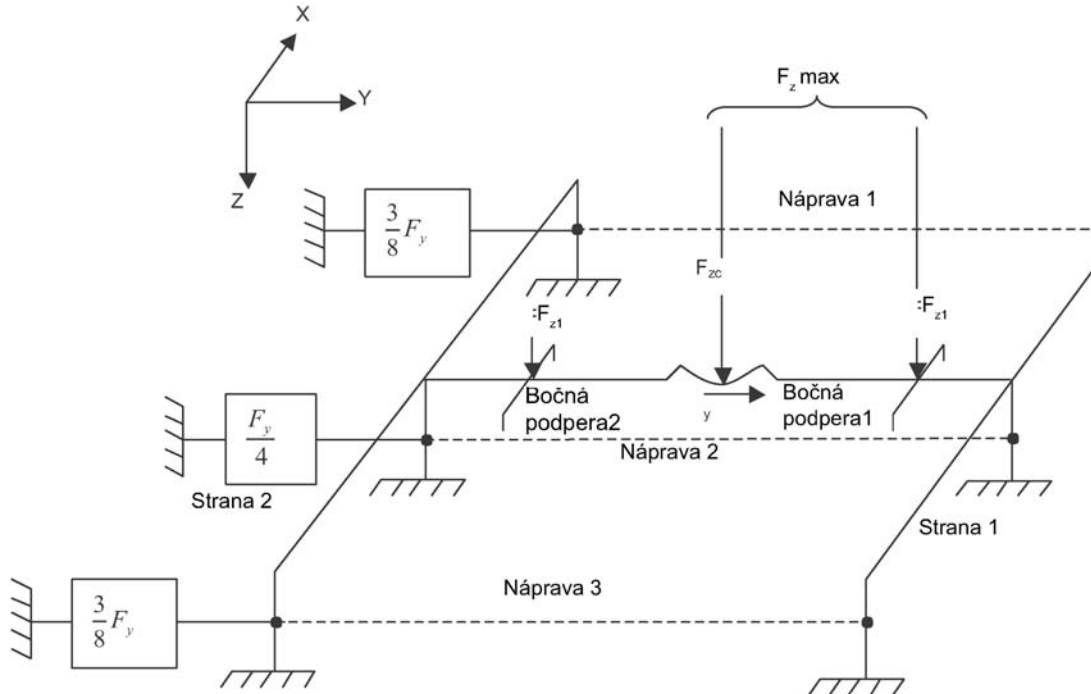 X
Y
Z
F_z max
3/8 F_y
Náprava 1
F_zc
F_z1
F_z1
Bočná
podpera2
y
Bočná
podpera1
F_y/4
Náprava 2
Strana 2
Strana 1
3/8 F_y
Náprava 3